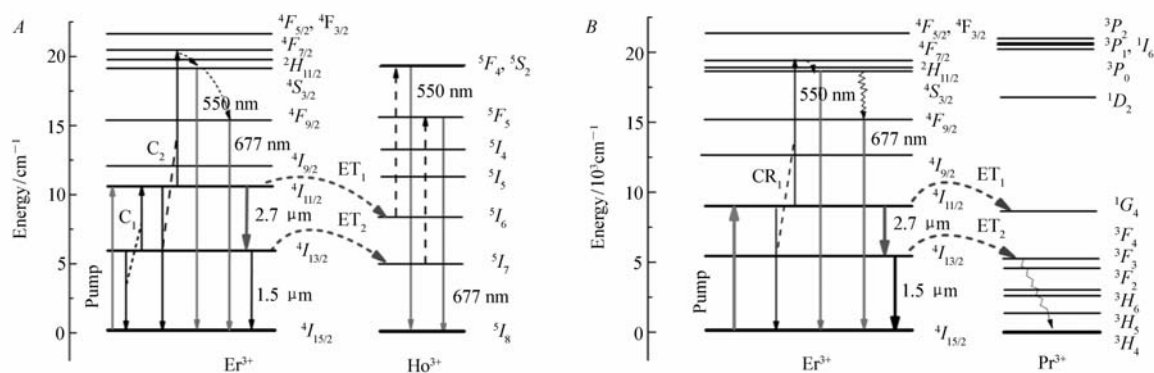 A
Energy/cm⁻¹
20
15
10
5
0
⁴F₅/₂, ⁴F₃/₂
⁴F₇/₂
²H₁₁/₂
⁴S₃/₂
550 nm
⁴F₉/₂
677 nm
C₂
⁴I₉/₂
⁴I₁₁/₂
C₁
2.7 μm
⁴I₁₃/₂
Pump
1.5 μm
⁴I₁₅/₂
Er³⁺
ET₁
ET₂
⁵F₄, ⁵S₂
550 nm
⁵F₅
⁵I₄
⁵I₅
⁵I₆
⁵I₇
677 nm
⁵I₈
Ho³⁺
B
Energy/10³cm⁻¹
20
15
10
5
0
⁴F₅/₂, ⁴F₃/₂
⁴F₇/₂
²H₁₁/₂
550 nm
⁴S₃/₂
⁴F₉/₂
677 nm
CR₁
⁴I₉/₂
⁴I₁₁/₂
2.7 μm
⁴I₁₃/₂
Pump
1.5 μm
⁴I₁₅/₂
Er³⁺
ET₁
ET₂
³P₂
³P₁, ¹I₆
³P₀
¹D₂
¹G₄
³F₄
³F₃
³F₂
³H₆
³H₅
³H₄
Pr³⁺